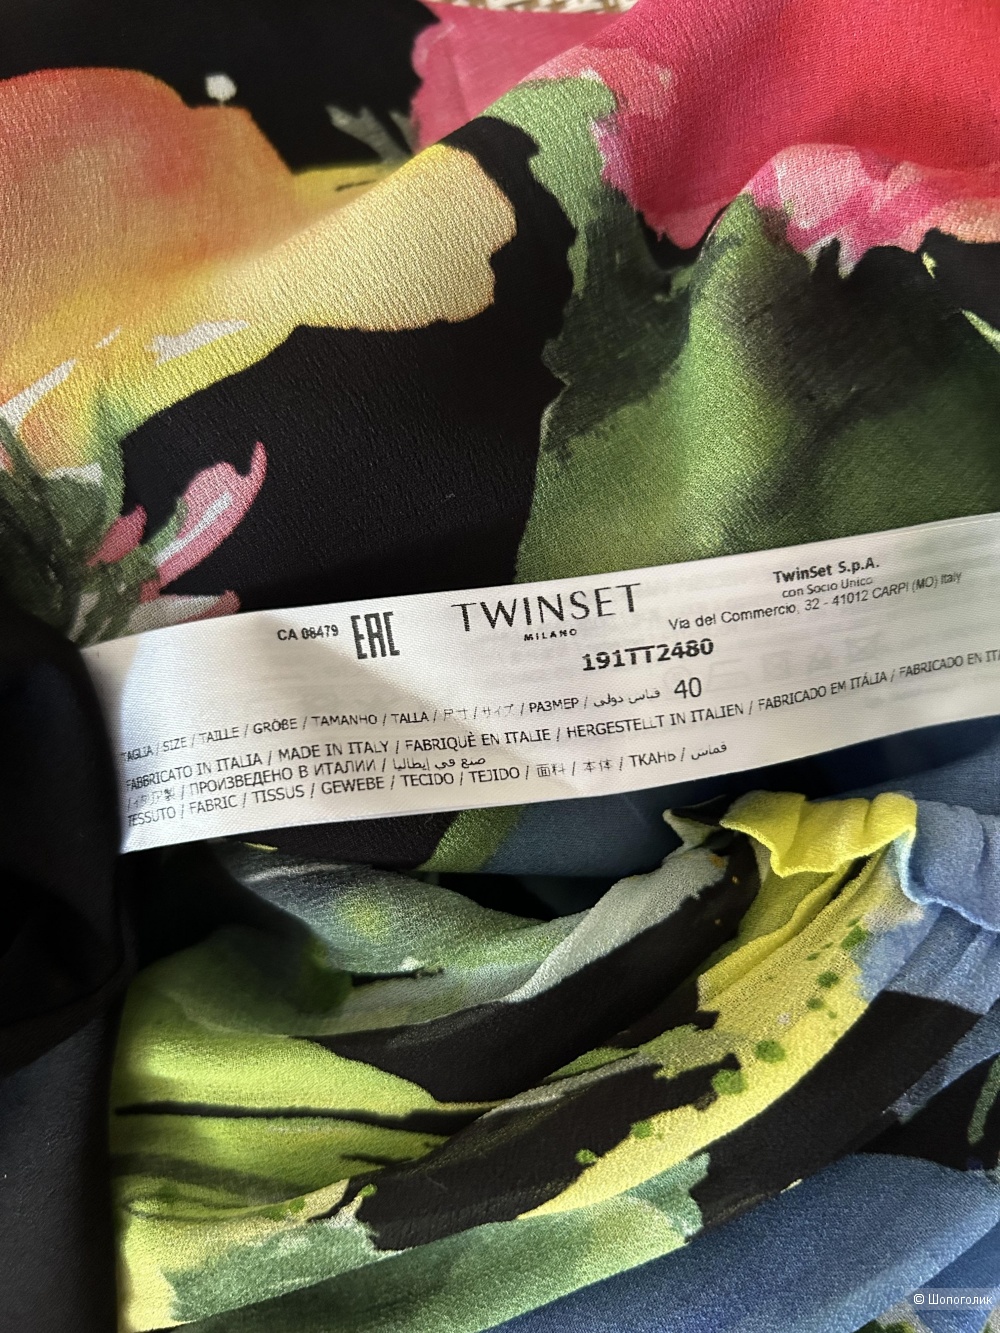 CA 08479 EAC TWINSET
MILANO
TwinSet S.p.A.
con Socio Unico
Via del Commercio, 32 - 41012 CARPI (MO) Italy
191TT2480
TAGLIA / SIZE / TAILLE / GRÖBE / TAMANHO / TALLA / 尺寸 / サイズ / РАЗМЕР / قياس دولي 40
FABBRICATO IN ITALIA / MADE IN ITALY / FABRIQUÈ EN ITALIE / HERGESTELLT IN ITALIEN / FABRICADO EM ITÁLIA / FABRICADO EN ITA
/ ПРОИЗВЕДЕНО В ИТАЛИИ / صنع في إيطاليا
TESSUTO / FABRIC / TISSUS / GEWEBE / TECIDO / TEJIDO / 面料 / 本体 / ТКАНЬ / قماش
© Шопоголик